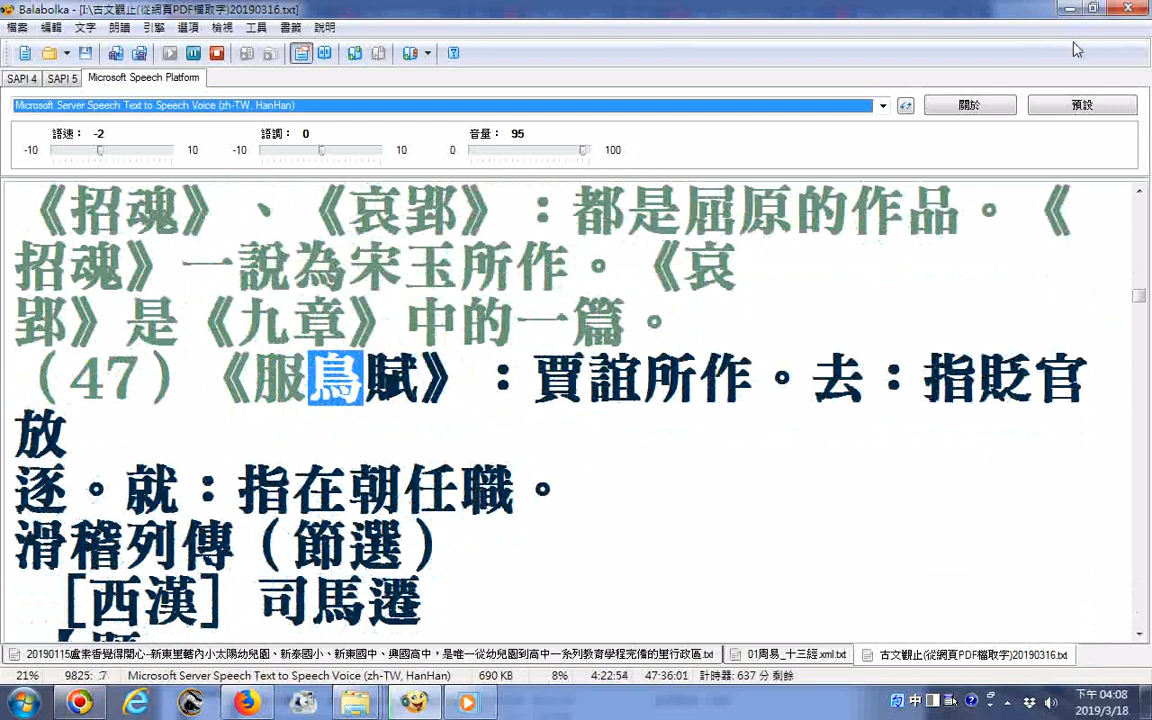 Balabolka - [I:\古文觀止(從網頁PDF檔取字)20190316.txt]
檔案 編輯 文字 朗讀 引擎 選項 檢視 工具 書籤 說明
SAPI 4 SAPI 5 Microsoft Speech Platform
Microsoft Server Speech Text to Speech Voice (zh-TW, HanHan)
關於 預設
語速： -2 語調： 0 音量： 95
-10 10 -10 10 0 100
《招魂》、《哀郢》：都是屈原的作品。《
招魂》一說為宋玉所作。《哀
郢》是《九章》中的一篇。
（47）《服鳥賦》：賈誼所作。去：指貶官
放
逐。就：指在朝任職。
滑稽列傳（節選）
［西漢］司馬遷
20190115盧素香覺得開心--新東里轄內小太陽幼兒園、新泰國小、新東國中、興國高中，是唯一從幼兒園到高中一系列教育學程完備的里行政區.txt 01周易_十三經.xml.txt 古文觀止(從網頁PDF檔取字)20190316.txt
21% 9825: 7 Microsoft Server Speech Text to Speech Voice (zh-TW, HanHan) 690 KB 8% 4:22:54 47:36:01 計時器: 637 分 剩餘
中 下午 04:08
2019/3/18